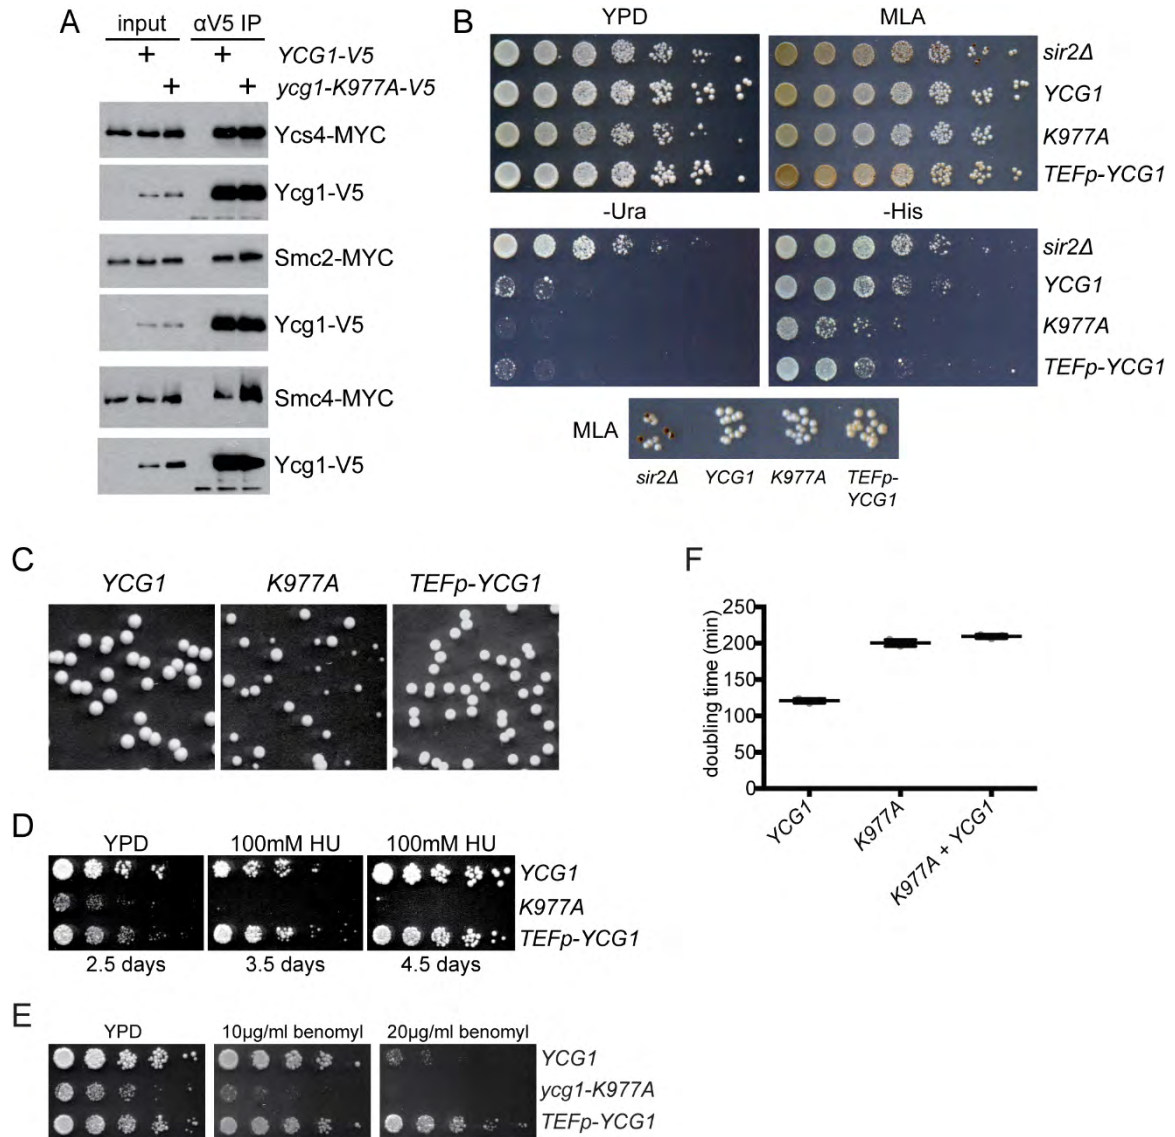 A
input
αV5 IP
+ + YCG1-V5
+ + ycg1-K977A-V5
Ycs4-MYC
Ycg1-V5
Smc2-MYC
Ycg1-V5
Smc4-MYC
Ycg1-V5
B
YPD
MLA
sir2Δ
YCG1
K977A
TEFp-YCG1
-Ura
-His
sir2Δ
YCG1
K977A
TEFp-YCG1
MLA
sir2Δ
YCG1
K977A
TEFp-
YCG1
C
YCG1
K977A
TEFp-YCG1
D
YPD
100mM HU
100mM HU
YCG1
K977A
TEFp-YCG1
2.5 days
3.5 days
4.5 days
E
YPD
10µg/ml benomyl
20µg/ml benomyl
YCG1
ycg1-K977A
TEFp-YCG1
F
doubling time (min)
250
200
150
100
50
0
YCG1
K977A
K977A + YCG1